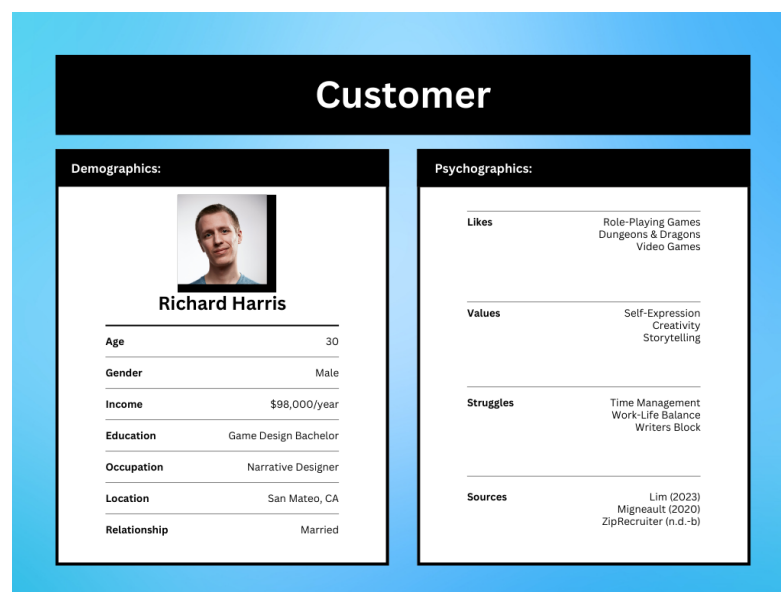 Customer
Demographics:
Richard Harris
Age 30
Gender Male
Income $98,000/year
Education Game Design Bachelor
Occupation Narrative Designer
Location San Mateo, CA
Relationship Married
Psychographics:
Likes Role-Playing Games
Dungeons & Dragons
Video Games
Values Self-Expression
Creativity
Storytelling
Struggles Time Management
Work-Life Balance
Writers Block
Sources Lim (2023)
Migneault (2020)
ZipRecruiter (n.d.-b)